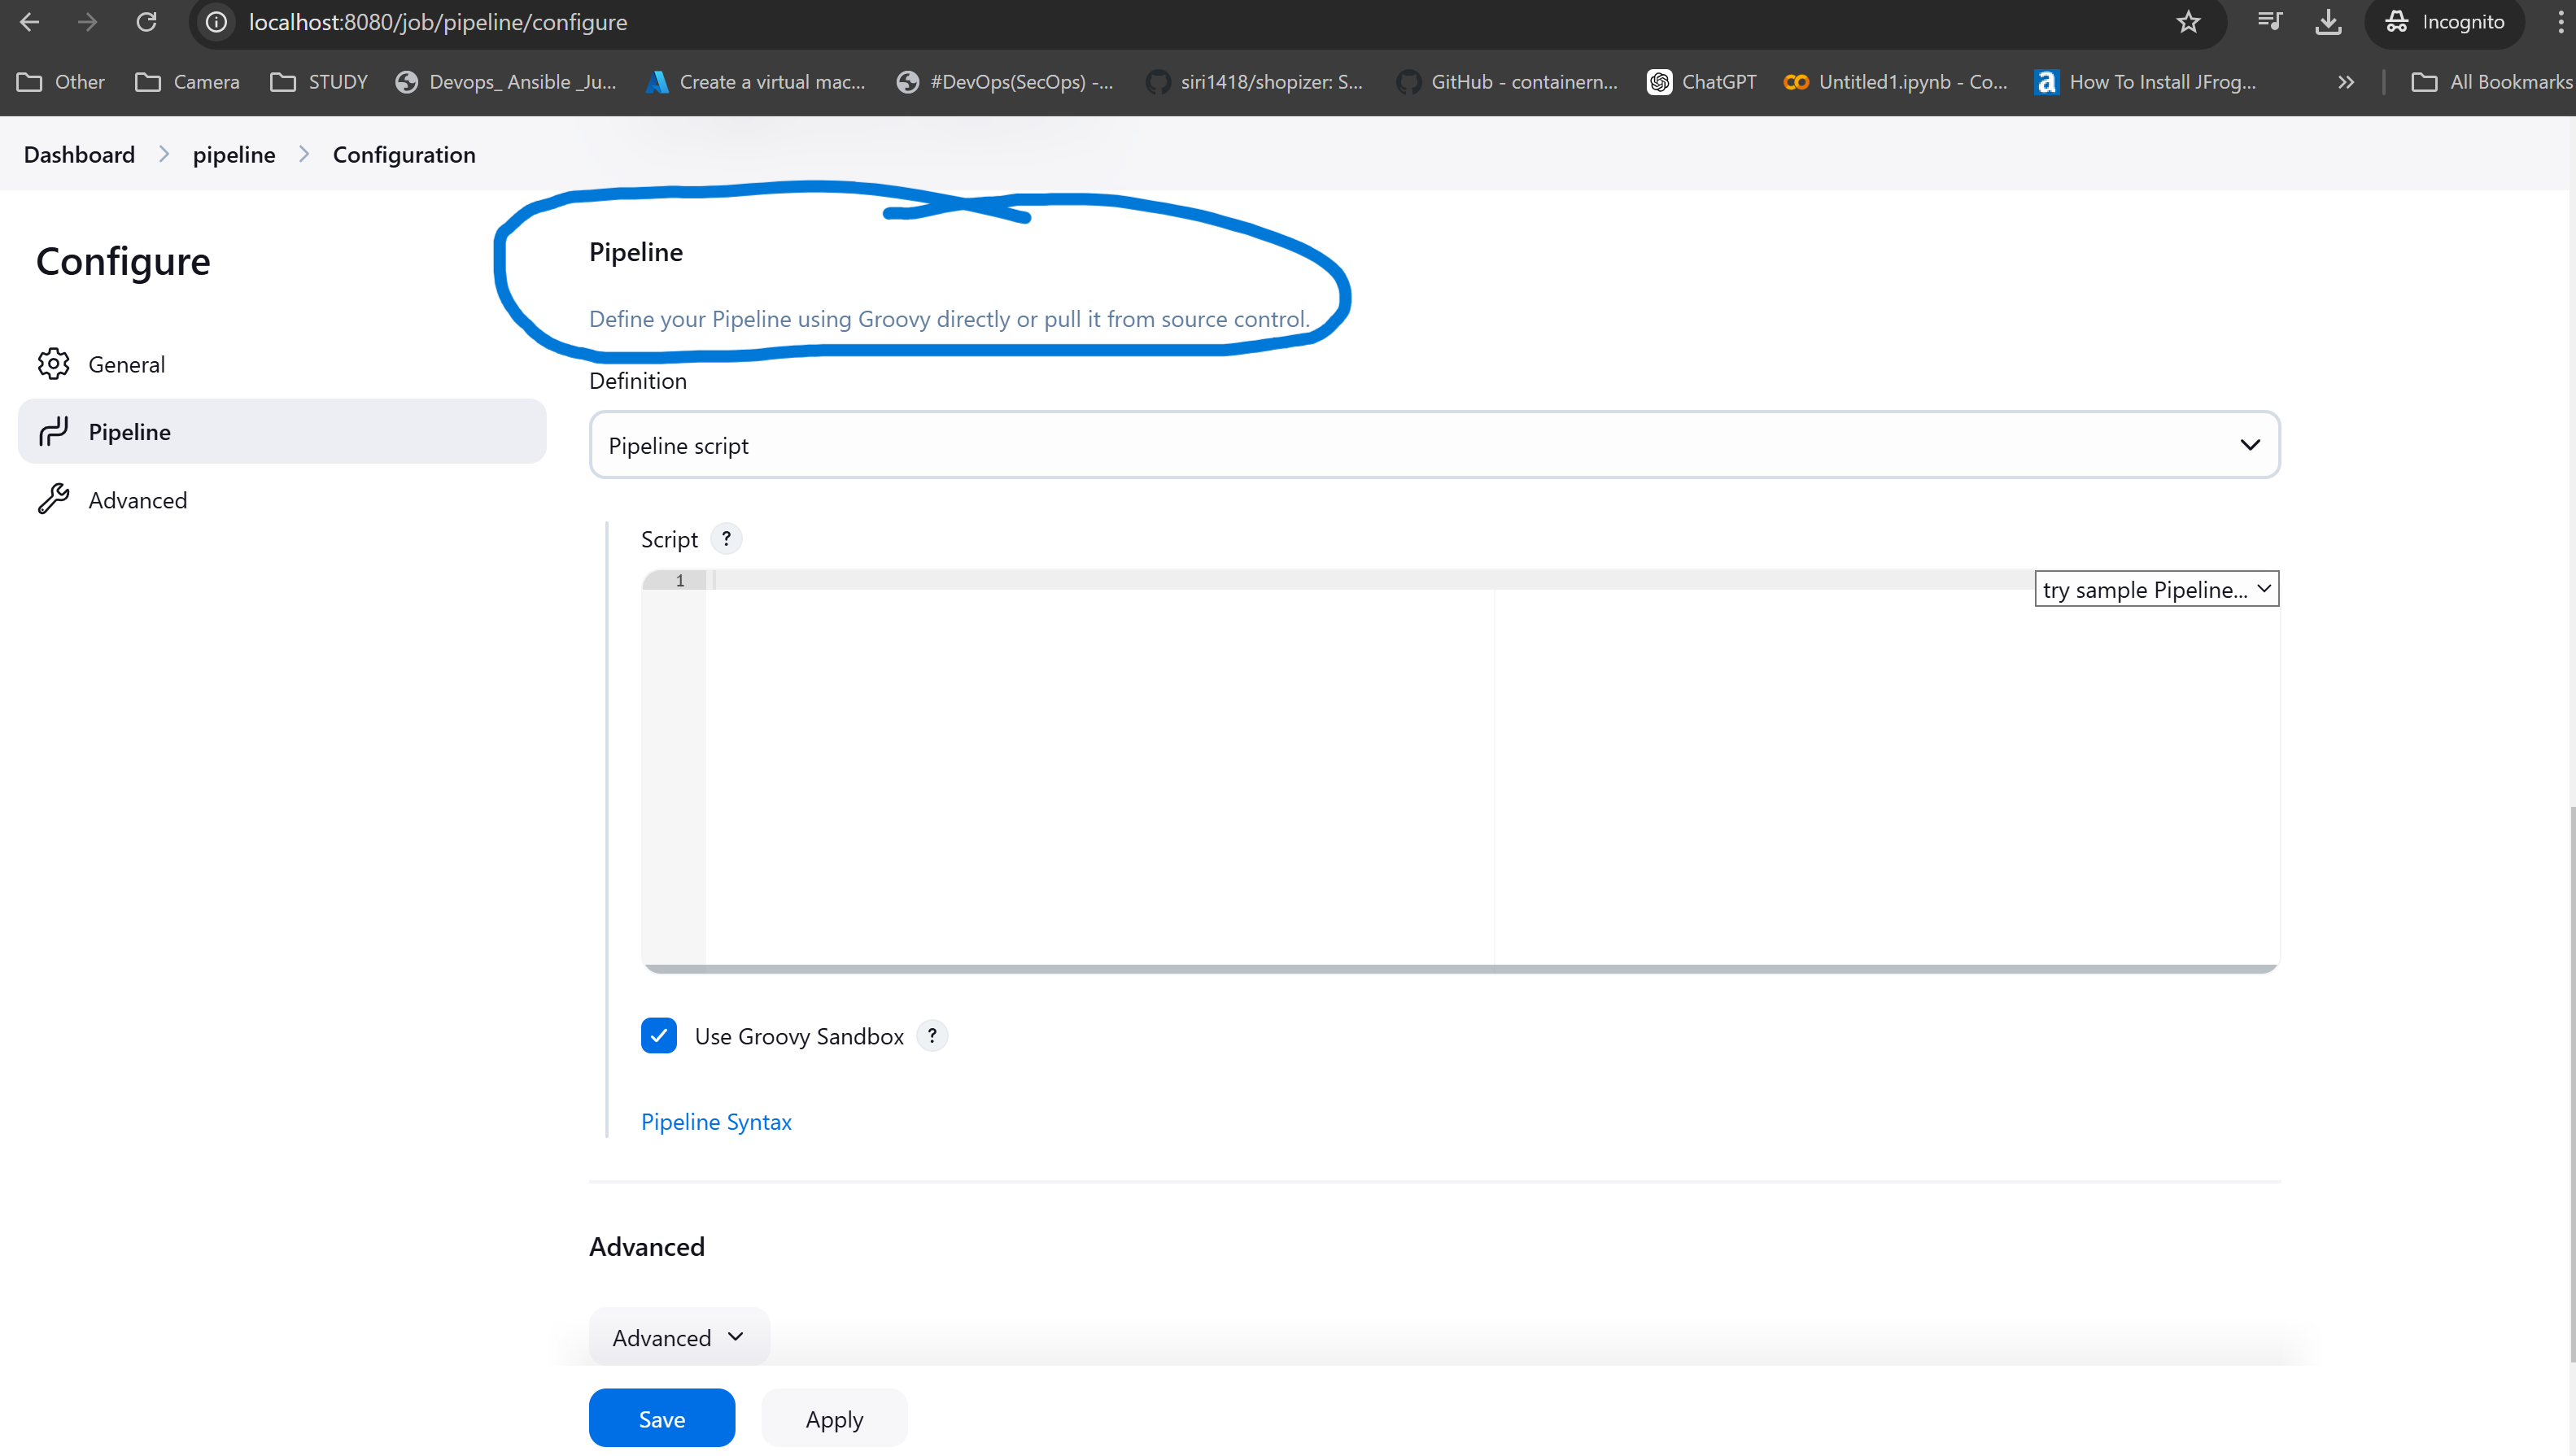 localhost:8080/job/pipeline/configure
Incognito
Other
Camera
STUDY
Devops_ Ansible _Ju...
Create a virtual mac...
#DevOps(SecOps) -...
siri1418/shopizer: S...
GitHub - containern...
ChatGPT
Untitled1.ipynb - Co...
How To Install JFrog...
All Bookmarks
Dashboard > pipeline > Configuration
Configure
General
Pipeline
Advanced
Pipeline
Define your Pipeline using Groovy directly or pull it from source control.
Definition
Pipeline script
Script ?
1
try sample Pipeline...
Use Groovy Sandbox ?
Pipeline Syntax
Advanced
Advanced
Save
Apply